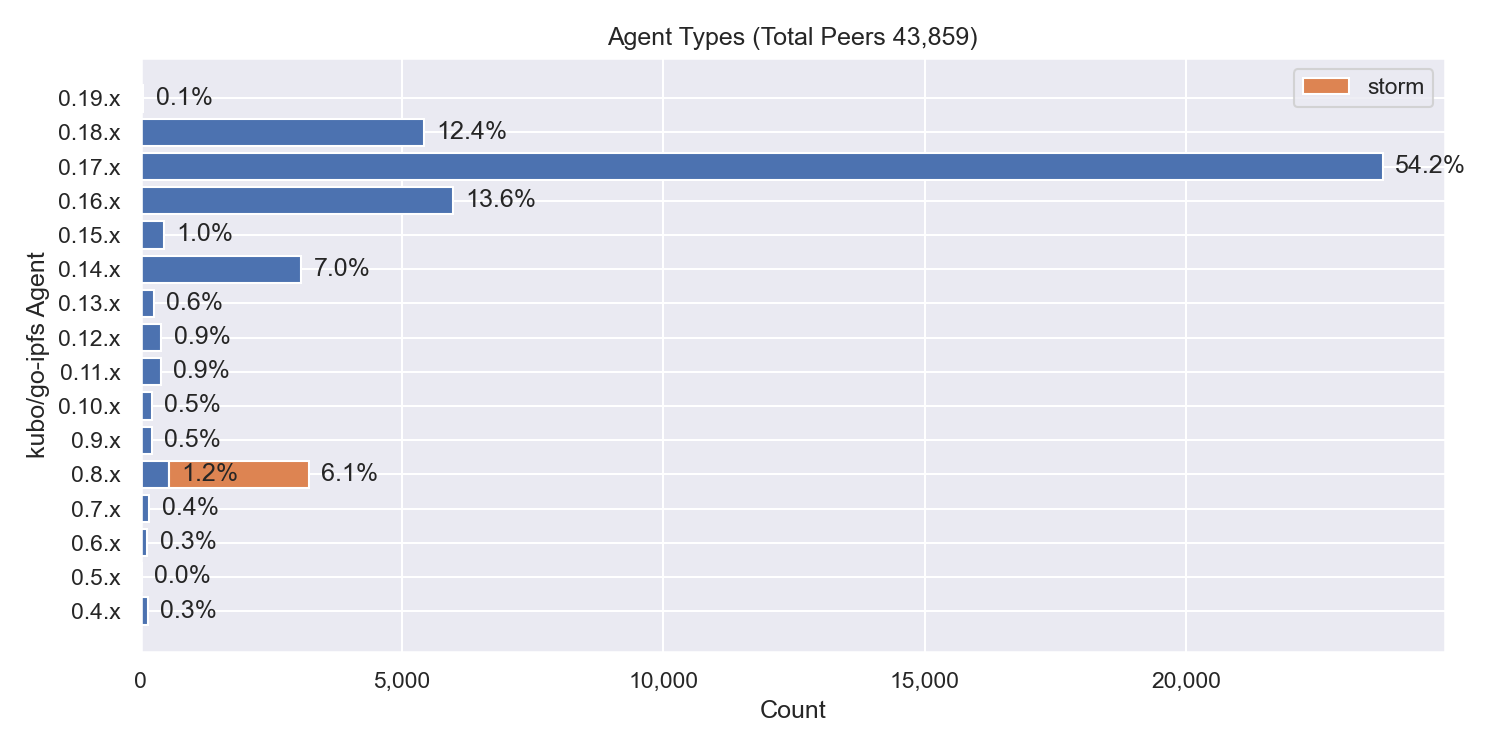 Agent Types (Total Peers 43,859)
storm
kubo/go-ipfs Agent
0.19.x 0.1%
0.18.x 12.4%
0.17.x 54.2%
0.16.x 13.6%
0.15.x 1.0%
0.14.x 7.0%
0.13.x 0.6%
0.12.x 0.9%
0.11.x 0.9%
0.10.x 0.5%
0.9.x 0.5%
0.8.x 1.2% 6.1%
0.7.x 0.4%
0.6.x 0.3%
0.5.x 0.0%
0.4.x 0.3%
0 5,000 10,000 15,000 20,000
Count